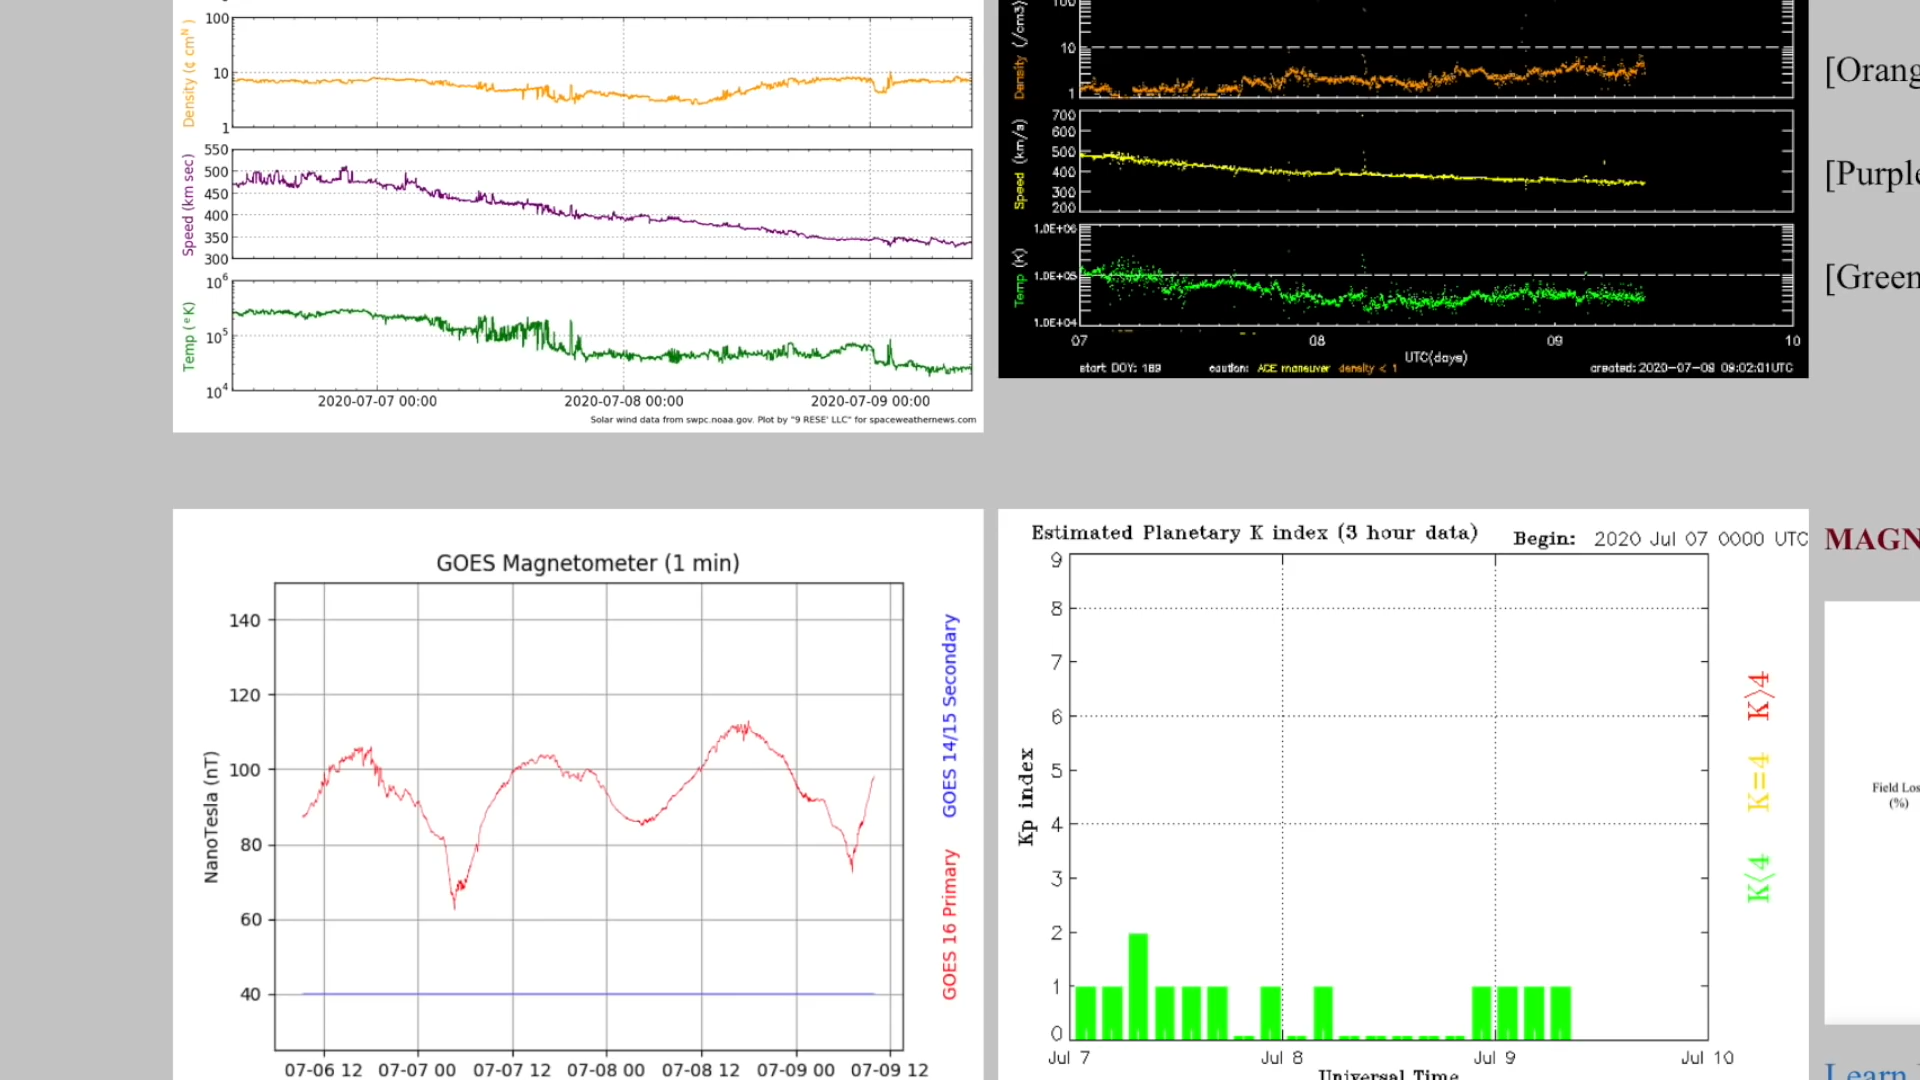 100
10
1
Density (¢ cmᴺ)
550
500
450
400
350
300
Speed (km sec)
10⁶
10⁵
10⁴
Temp (°K)
2020-07-07 00:00
2020-07-08 00:00
2020-07-09 00:00
Solar wind data from swpc.noaa.gov. Plot by "9 RESE' LLC" for spaceweathernews.com
100
10
1
Density (/cm3)
700
600
500
400
300
200
Speed (km/s)
1.0E+06
1.0E+05
1.0E+04
Temp (K)
07
08
09
10
UTC(days)
start DOY: 189
caution: ACE maneuver density < 1
created: 2020-07-09 09:02:01UTC
[Orang
[Purple
[Green
GOES Magnetometer (1 min)
140
120
100
80
60
40
NanoTesla (nT)
07-06 12
07-07 00
07-07 12
07-08 00
07-08 12
07-09 00
07-09 12
GOES 16 Primary
GOES 14/15 Secondary
Estimated Planetary K index (3 hour data)
Begin: 2020 Jul 07 0000 UTC
9
8
7
6
5
4
3
2
1
0
Kp index
Jul 7
Jul 8
Jul 9
Jul 10
Universal Time
K<4
K=4
K>4
MAGN
Field Los
(%)
Learn